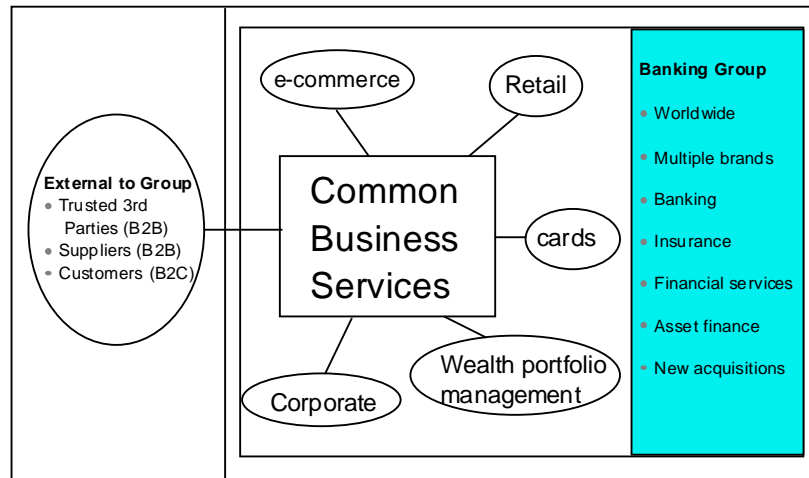 External to Group
• Trusted 3rd
Parties (B2B)
• Suppliers (B2B)
• Customers (B2C)
e-commerce
Retail
Common
Business
Services
cards
Corporate
Wealth portfolio
management
Banking Group
• Worldwide
• Multiple brands
• Banking
• Insurance
• Financial services
• Asset finance
• New acquisitions